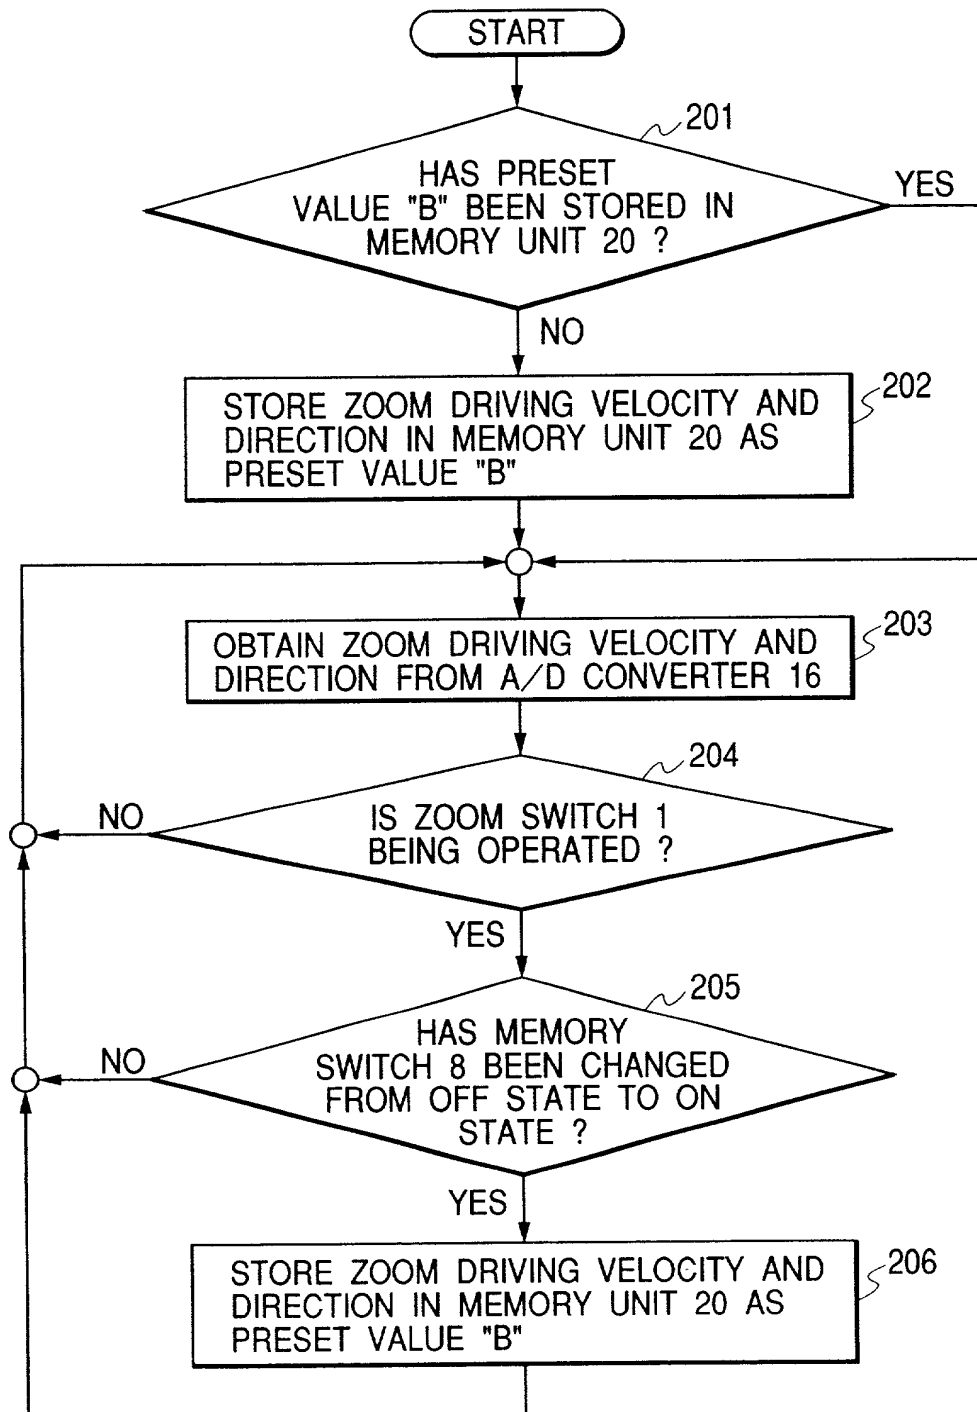 START
201
HAS PRESET
VALUE "B" BEEN STORED IN
MEMORY UNIT 20 ?
YES
NO
202
STORE ZOOM DRIVING VELOCITY AND
DIRECTION IN MEMORY UNIT 20 AS
PRESET VALUE "B"
203
OBTAIN ZOOM DRIVING VELOCITY AND
DIRECTION FROM A/D CONVERTER 16
204
IS ZOOM SWITCH 1
BEING OPERATED ?
NO
YES
205
HAS MEMORY
SWITCH 8 BEEN CHANGED
FROM OFF STATE TO ON
STATE ?
NO
YES
206
STORE ZOOM DRIVING VELOCITY AND
DIRECTION IN MEMORY UNIT 20 AS
PRESET VALUE "B"